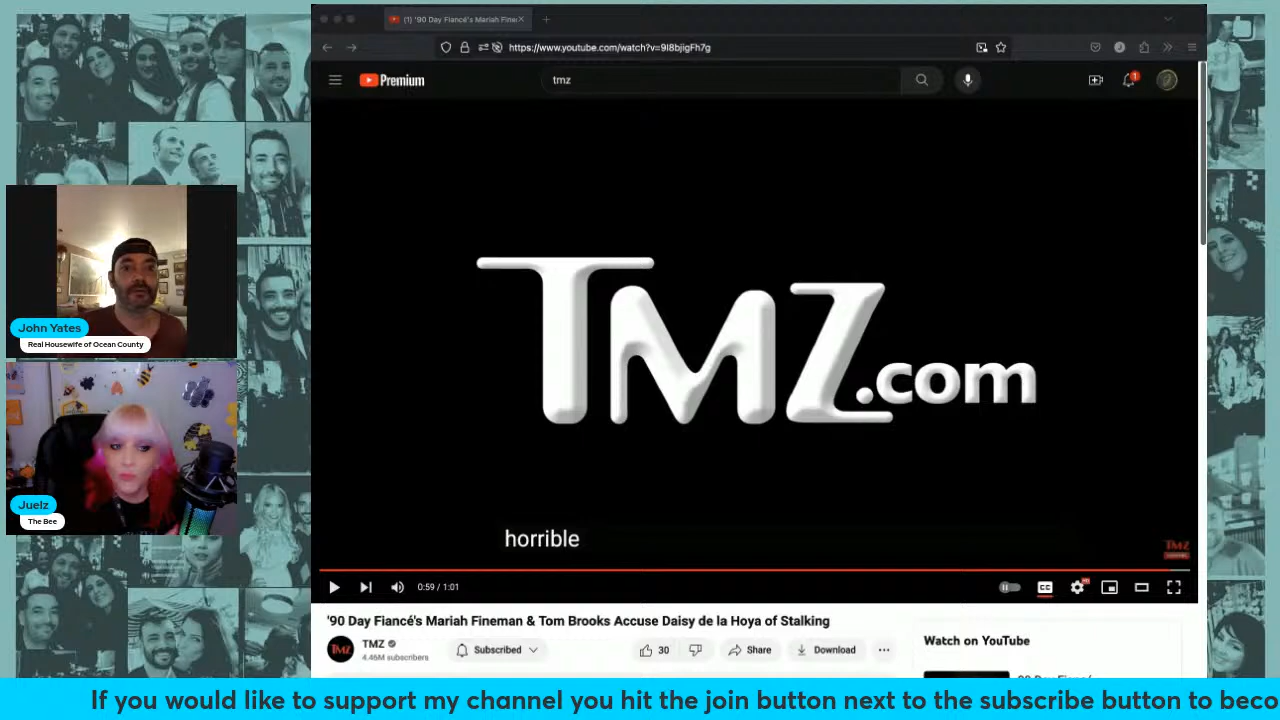 (1) '90 Day Fiancé's Mariah Fine
https://www.youtube.com/watch?v=9I8bjigFh7g
Premium
tmz
1
TMZ.com
John Yates
Real Housewife of Ocean County
Juelz
The Bee
horrible
TMZ
0:59 / 1:01
CC
HD
'90 Day Fiancé's Mariah Fineman & Tom Brooks Accuse Daisy de la Hoya of Stalking
TMZ
4.46M subscribers
Subscribed
30
Share
Download
Watch on YouTube
If you would like to support my channel you hit the join button next to the subscribe button to beco